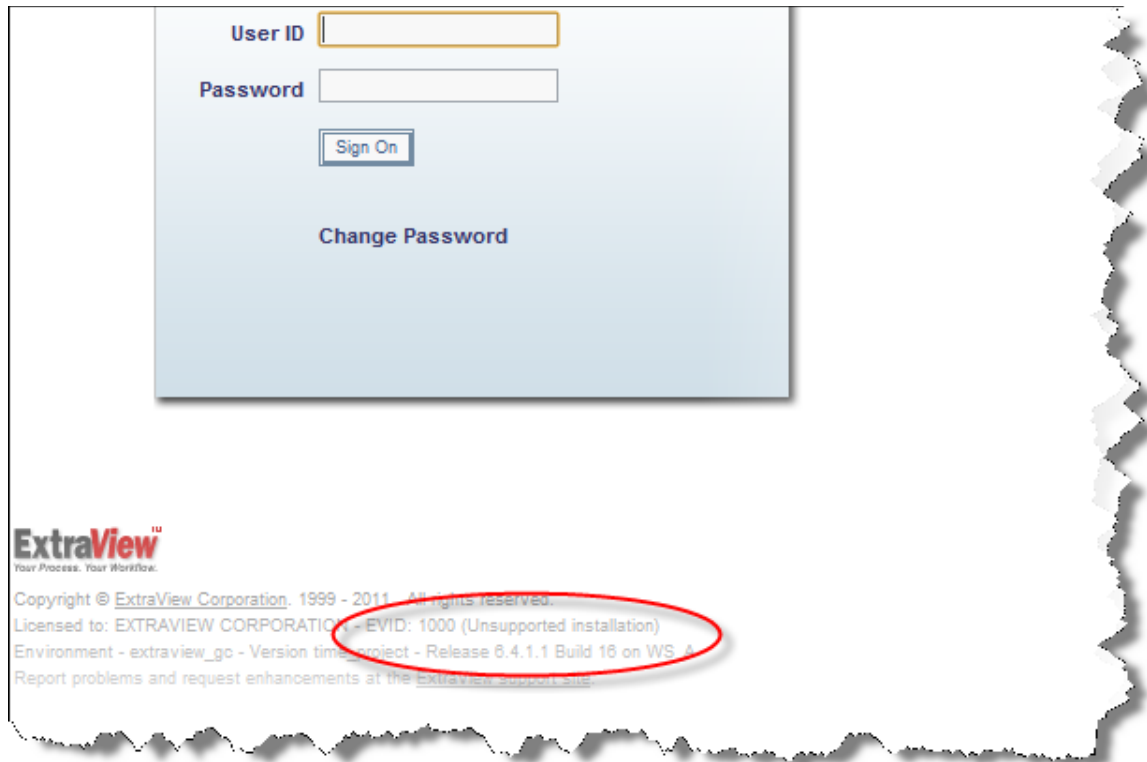 User ID
Password
Sign On
Change Password
ExtraView™
Your Process. Your Workflow.
Copyright © ExtraView Corporation. 1999 - 2011 - All rights reserved.
Licensed to: EXTRAVIEW CORPORATION - EVID: 1000 (Unsupported installation)
Environment - extraview_gc - Version time_project - Release 6.4.1.1 Build 16 on WS_A
Report problems and request enhancements at the ExtraView support site.